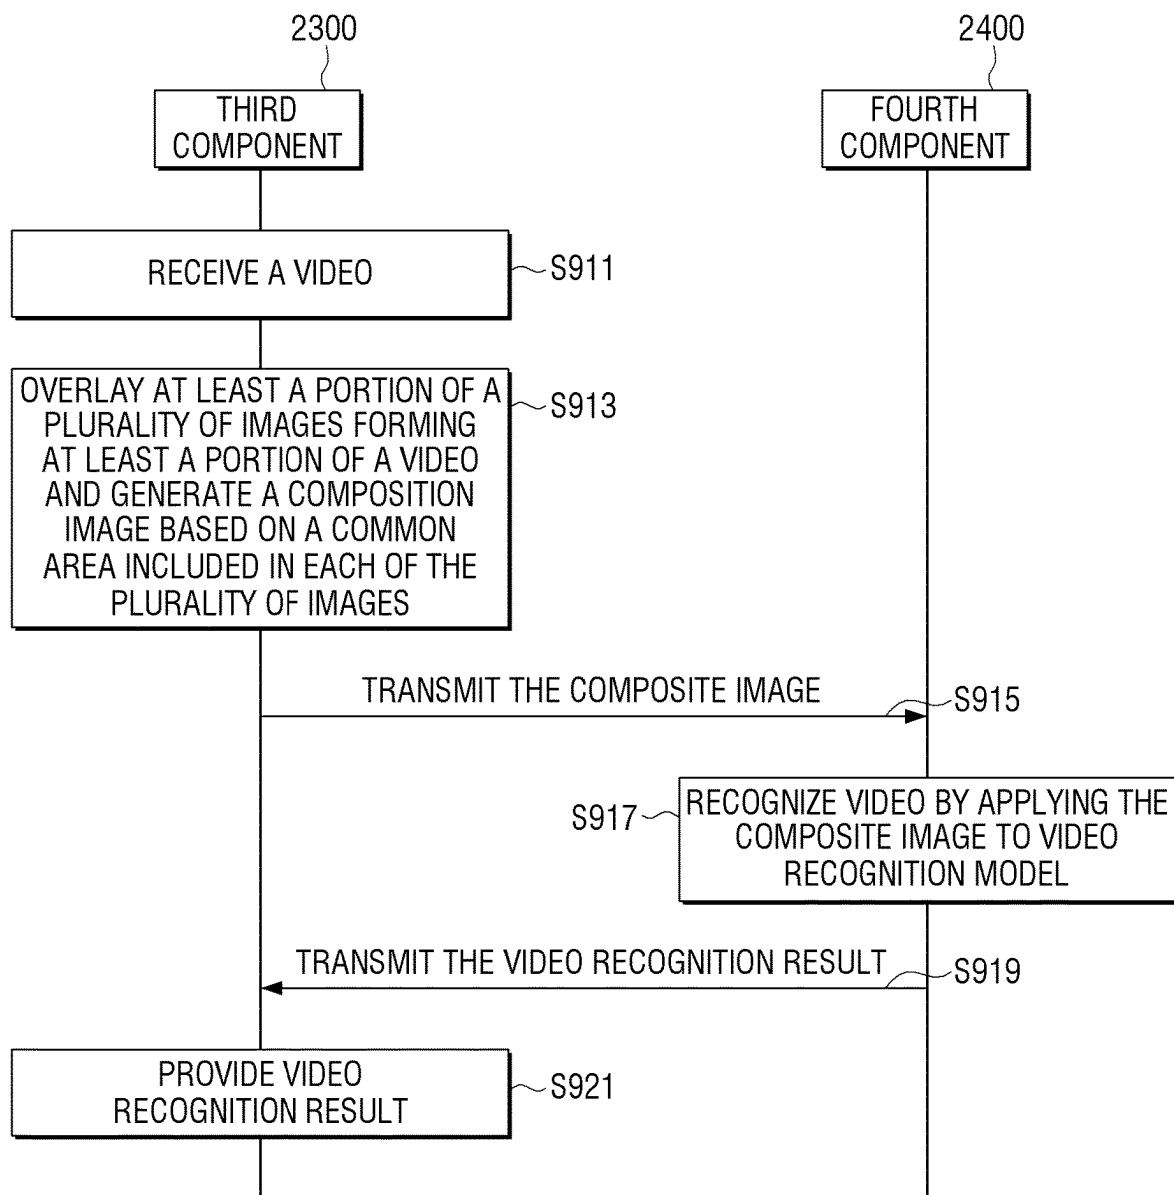 2300
2400
THIRD
COMPONENT
FOURTH
COMPONENT
RECEIVE A VIDEO
S911
OVERLAY AT LEAST A PORTION OF A
PLURALITY OF IMAGES FORMING
AT LEAST A PORTION OF A VIDEO
AND GENERATE A COMPOSITION
IMAGE BASED ON A COMMON
AREA INCLUDED IN EACH OF THE
PLURALITY OF IMAGES
S913
TRANSMIT THE COMPOSITE IMAGE
S915
S917
RECOGNIZE VIDEO BY APPLYING THE
COMPOSITE IMAGE TO VIDEO
RECOGNITION MODEL
TRANSMIT THE VIDEO RECOGNITION RESULT
S919
PROVIDE VIDEO
RECOGNITION RESULT
S921